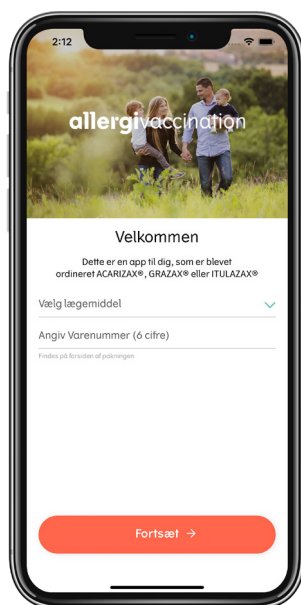 2:12
allergivaccination
Velkommen
Dette er en app til dig, som er blevet
ordineret ACARIZAX®, GRAZAX® eller ITULAZAX®
Vælg lægemiddel
Angiv Varenummer (6 cifre)
Findes på forsiden af pakningen
Fortsæt →